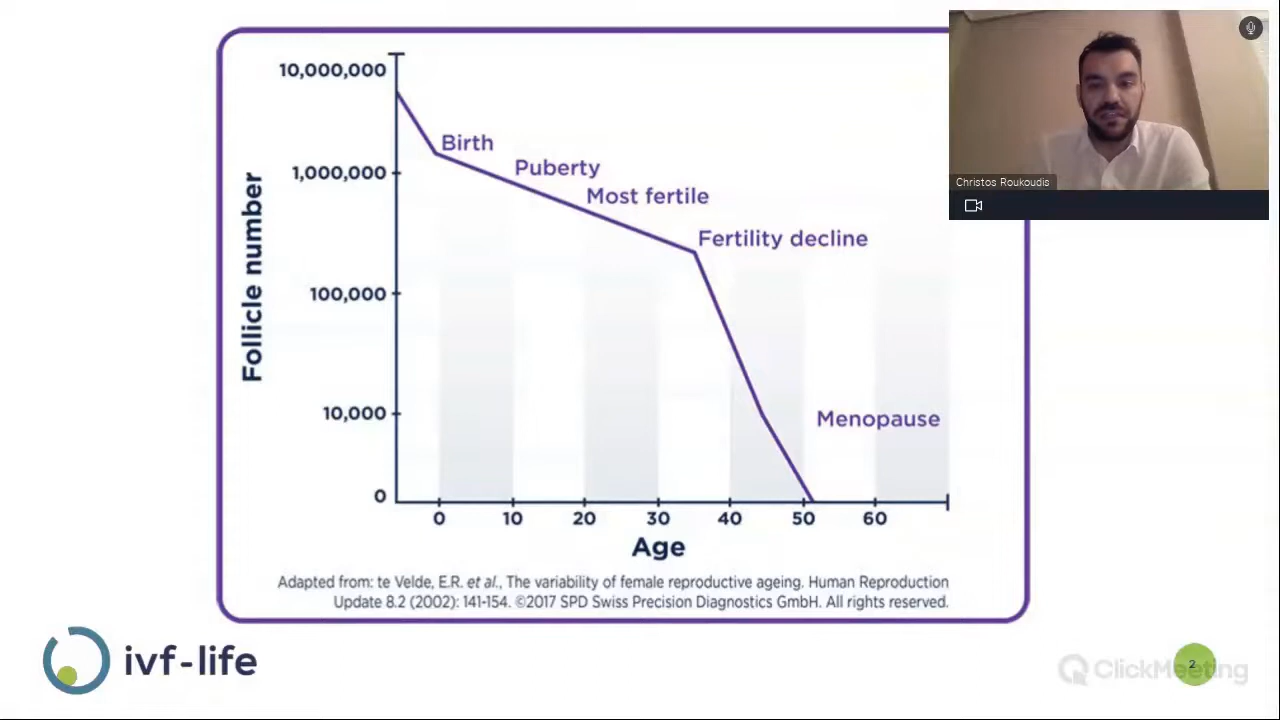 10,000,000
1,000,000
100,000
10,000
0
Follicle number
Birth
Puberty
Most fertile
Fertility decline
Menopause
0 10 20 30 40 50 60
Age
Adapted from: te Velde, E.R. et al., The variability of female reproductive ageing. Human Reproduction
Update 8.2 (2002): 141-154. ©2017 SPD Swiss Precision Diagnostics GmbH. All rights reserved.
Christos Roukoudis
ivf-life
ClickMeeting
2